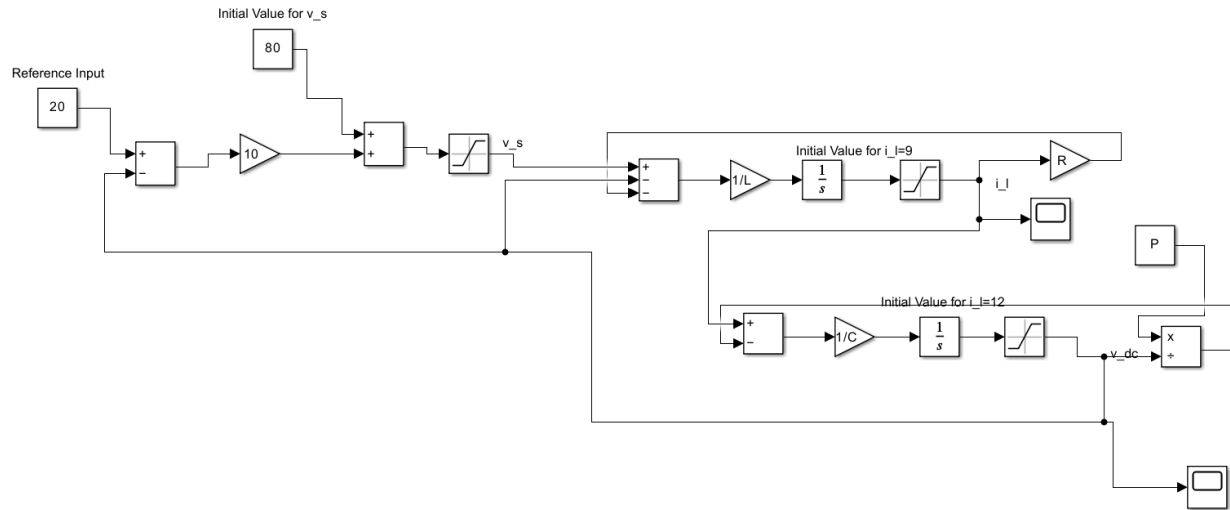 Initial Value for v_s
80
Reference Input
20
+
−
10
+
+
v_s
+
−
−
1/L
Initial Value for i_l=9
1
s
R
i_l
P
Initial Value for i_l=12
+
−
1/C
1
s
v_dc
x
÷